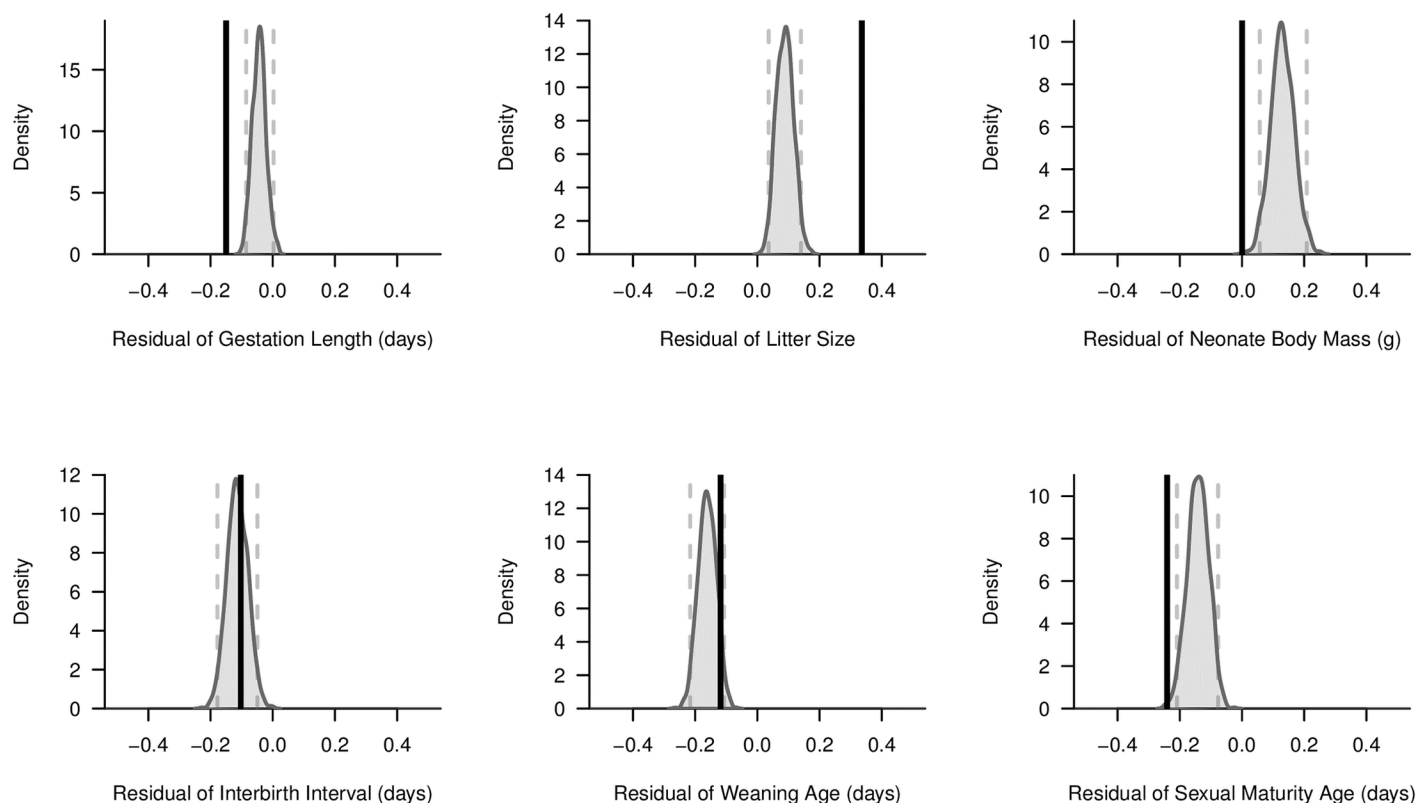 Density
15
10
5
0
−0.4 −0.2 0.0 0.2 0.4
Residual of Gestation Length (days)
Density
14
12
10
8
6
4
2
0
−0.4 −0.2 0.0 0.2 0.4
Residual of Litter Size
Density
10
8
6
4
2
0
−0.4 −0.2 0.0 0.2 0.4
Residual of Neonate Body Mass (g)
Density
12
10
8
6
4
2
0
−0.4 −0.2 0.0 0.2 0.4
Residual of Interbirth Interval (days)
Density
14
12
10
8
6
4
2
0
−0.4 −0.2 0.0 0.2 0.4
Residual of Weaning Age (days)
Density
10
8
6
4
2
0
−0.4 −0.2 0.0 0.2 0.4
Residual of Sexual Maturity Age (days)